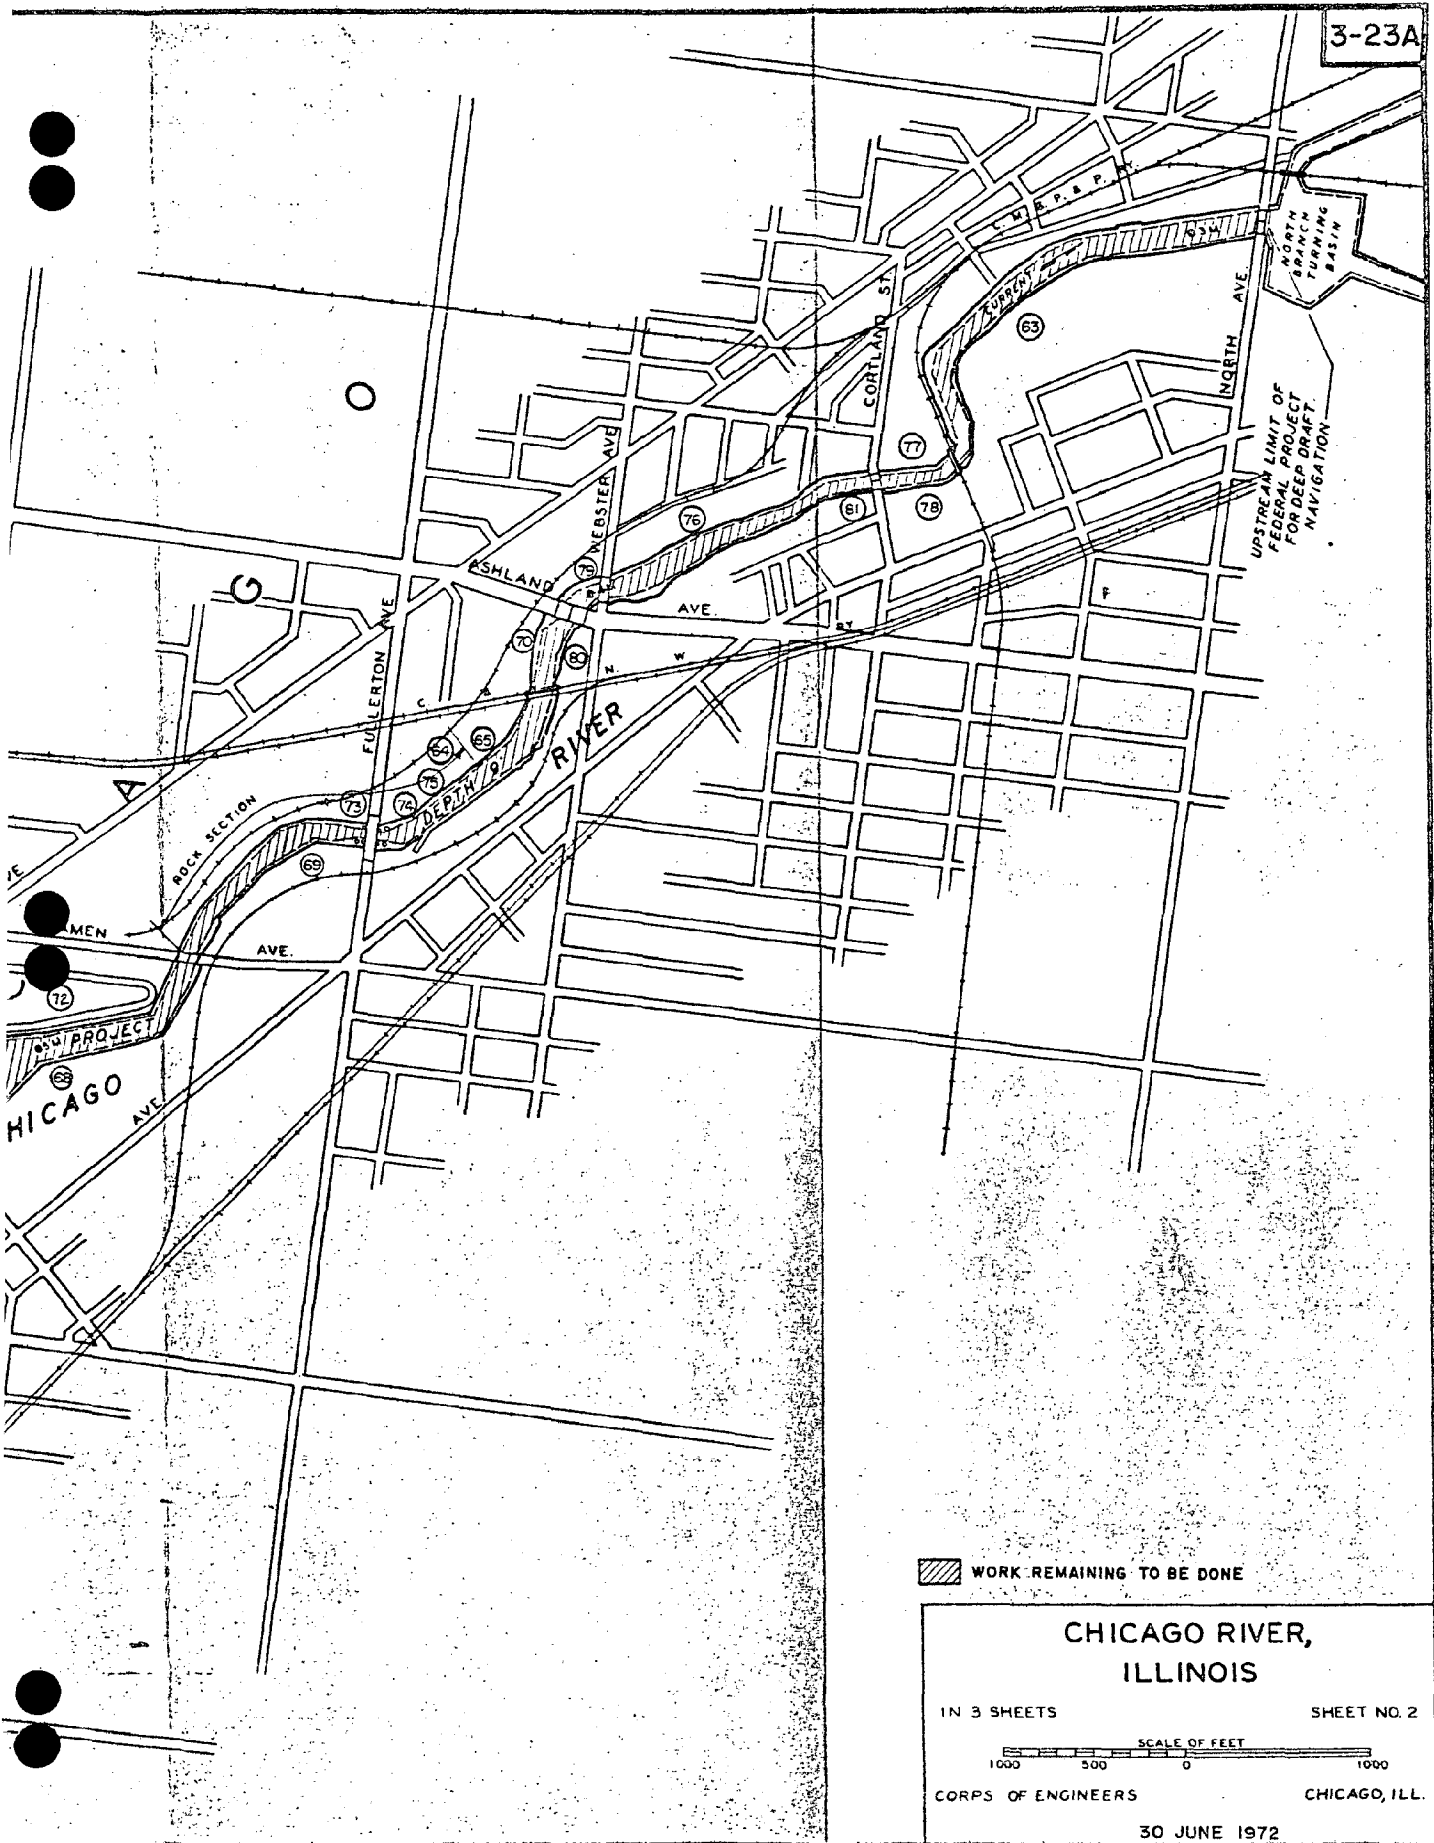 3-23A
C. M. S. P. & P. RY.
NORTH
BRANCH
TURNING
BASIN
CURRENT
63
CORTLAND ST.
NORTH AVE.
UPSTREAM LIMIT OF
FEDERAL PROJECT
FOR DEEP DRAFT
NAVIGATION
O
G
A
77
78
81
76
WEBSTER AVE
79
ASHLAND AVE.
70
80
FULLERTON AVE.
C. & N. W. RY.
64
65
75
74
73
RIVER
DEPTH 9
ROCK SECTION
69
VE
MEN AVE.
72
PROJECT
68
HICAGO
AVE.
WORK REMAINING TO BE DONE
CHICAGO RIVER,
ILLINOIS
IN 3 SHEETS SHEET NO. 2
SCALE OF FEET
1000 500 0 1000
CORPS OF ENGINEERS CHICAGO, ILL.
30 JUNE 1972